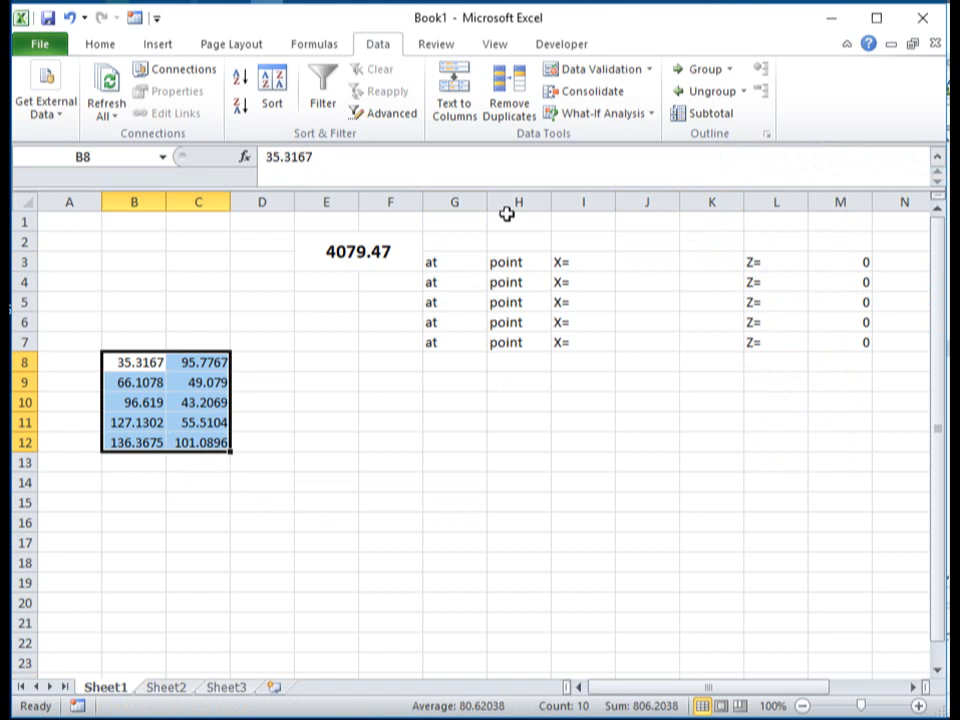 Book1 - Microsoft Excel
File Home Insert Page Layout Formulas Data Review View Developer
Get External Data
Refresh All
Connections
Properties
Edit Links
Connections
Sort
Filter
Clear
Reapply
Advanced
Sort & Filter
Text to Columns
Remove Duplicates
Data Validation
Consolidate
What-If Analysis
Data Tools
Group
Ungroup
Subtotal
Outline
B8 fx 35.3167
A B C D E F G H I J K L M N
1
2 4079.47
3 at point X= Z= 0
4 at point X= Z= 0
5 at point X= Z= 0
6 at point X= Z= 0
7 at point X= Z= 0
8 35.3167 95.7767
9 66.1078 49.079
10 96.619 43.2069
11 127.1302 55.5104
12 136.3675 101.0896
13
14
15
16
17
18
19
20
21
22
23
Sheet1 Sheet2 Sheet3
Ready Average: 80.62038 Count: 10 Sum: 806.2038 100%